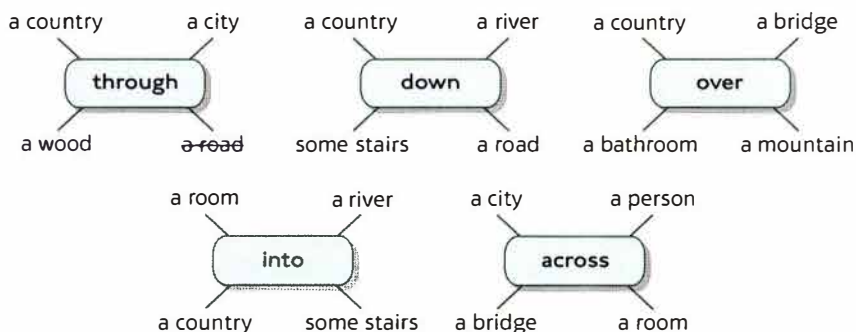 a country a city a country a river a country a bridge
through down over
a wood a road some stairs a road a bathroom a mountain
a room a river a city a person
into across
a country some stairs a bridge a room